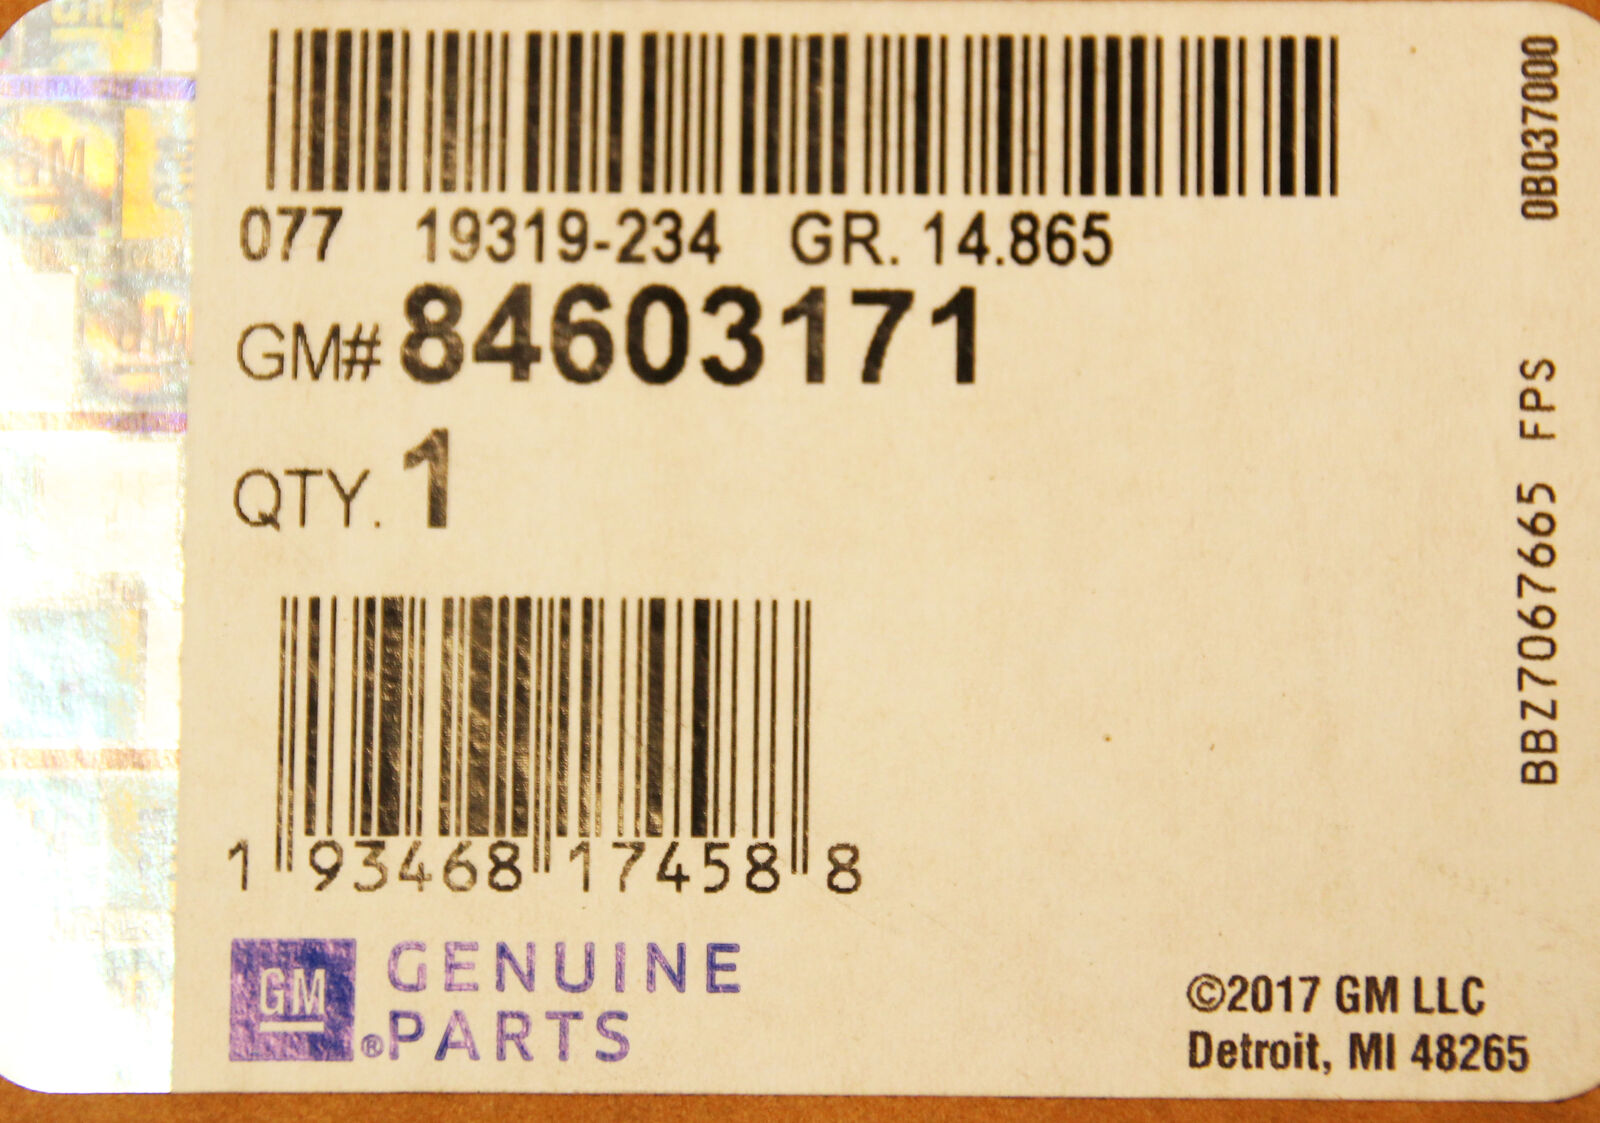 077 19319-234 GR. 14.865
GM# 84603171
QTY. 1
1 93468 17458 8
GM
® GENUINE
PARTS
©2017 GM LLC
Detroit, MI 48265
0B037000
BBZ7067665 FPS